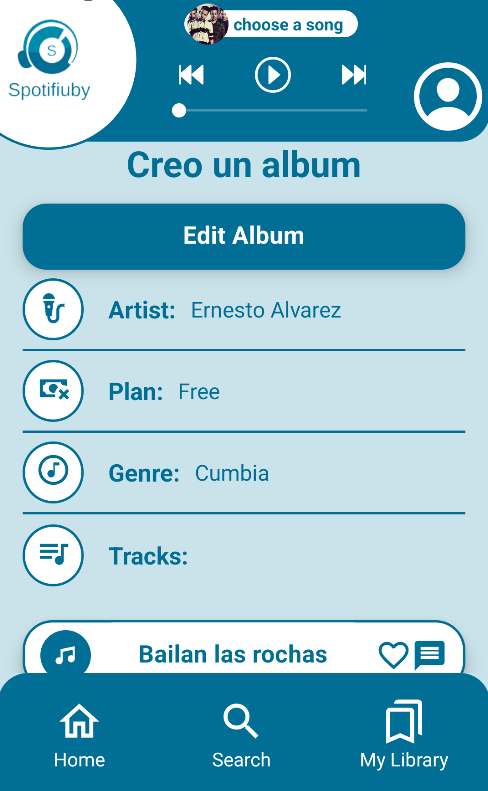 choose a song
S
Spotifiuby
Creo un album
Edit Album
Artist: Ernesto Alvarez
Plan: Free
Genre: Cumbia
Tracks:
Bailan las rochas
Home
Search
My Library